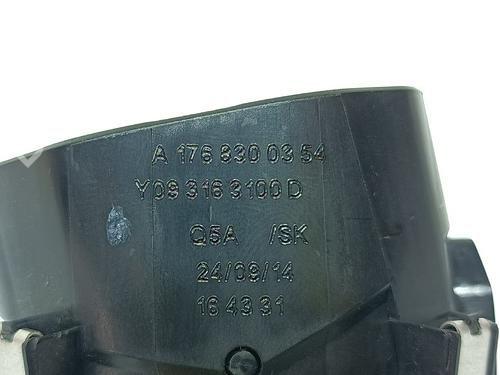 A 176 830 03 54
Y09 316 3100 D
Q5A /SK
24/09/14
16 43 31